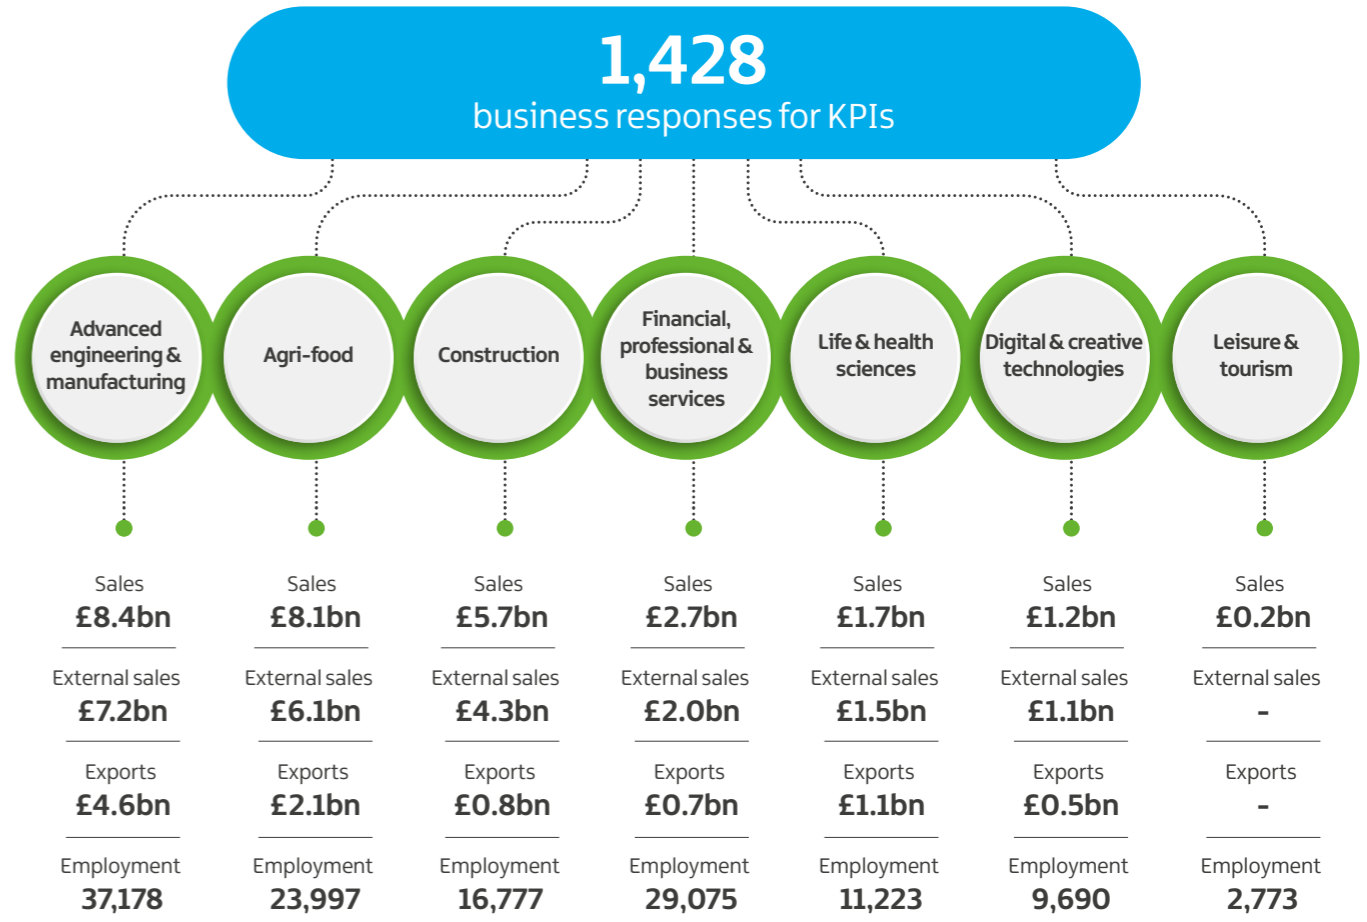 1,428
business responses for KPIs
Advanced
engineering &
manufacturing
Agri-food
Construction
Financial,
professional &
business
services
Life & health
sciences
Digital & creative
technologies
Leisure &
tourism
Sales
£8.4bn
External sales
£7.2bn
Exports
£4.6bn
Employment
37,178
Sales
£8.1bn
External sales
£6.1bn
Exports
£2.1bn
Employment
23,997
Sales
£5.7bn
External sales
£4.3bn
Exports
£0.8bn
Employment
16,777
Sales
£2.7bn
External sales
£2.0bn
Exports
£0.7bn
Employment
29,075
Sales
£1.7bn
External sales
£1.5bn
Exports
£1.1bn
Employment
11,223
Sales
£1.2bn
External sales
£1.1bn
Exports
£0.5bn
Employment
9,690
Sales
£0.2bn
External sales
-
Exports
-
Employment
2,773